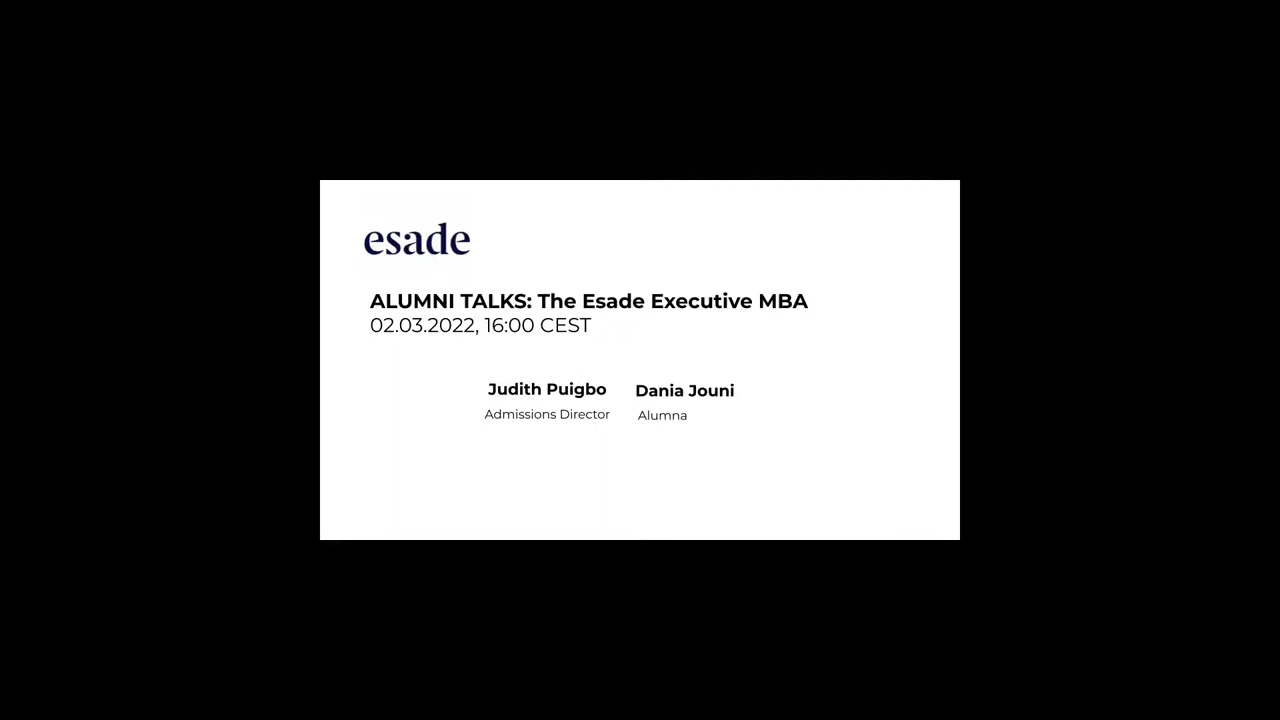 esade
ALUMNI TALKS: The Esade Executive MBA
02.03.2022, 16:00 CEST
Judith Puigbo Dania Jouni
Admissions Director Alumna